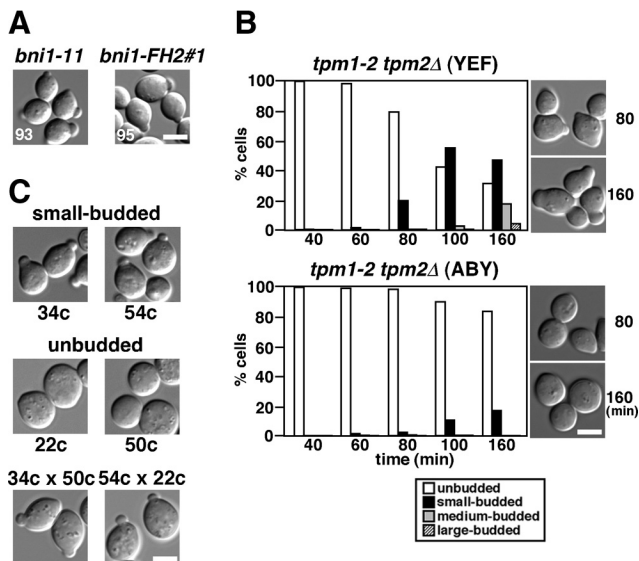 A
bni1-11 bni1-FH2#1
93
95
B
tpm1-2 tpm2Δ (YEF)
% cells
100
80
60
40
20
0
40 60 80 100 160
80
160
tpm1-2 tpm2Δ (ABY)
% cells
100
80
60
40
20
0
40 60 80 100 160
time (min)
80
160
(min)
unbudded
small-budded
medium-budded
large-budded
C
small-budded
34c 54c
unbudded
22c 50c
34c x 50c 54c x 22c